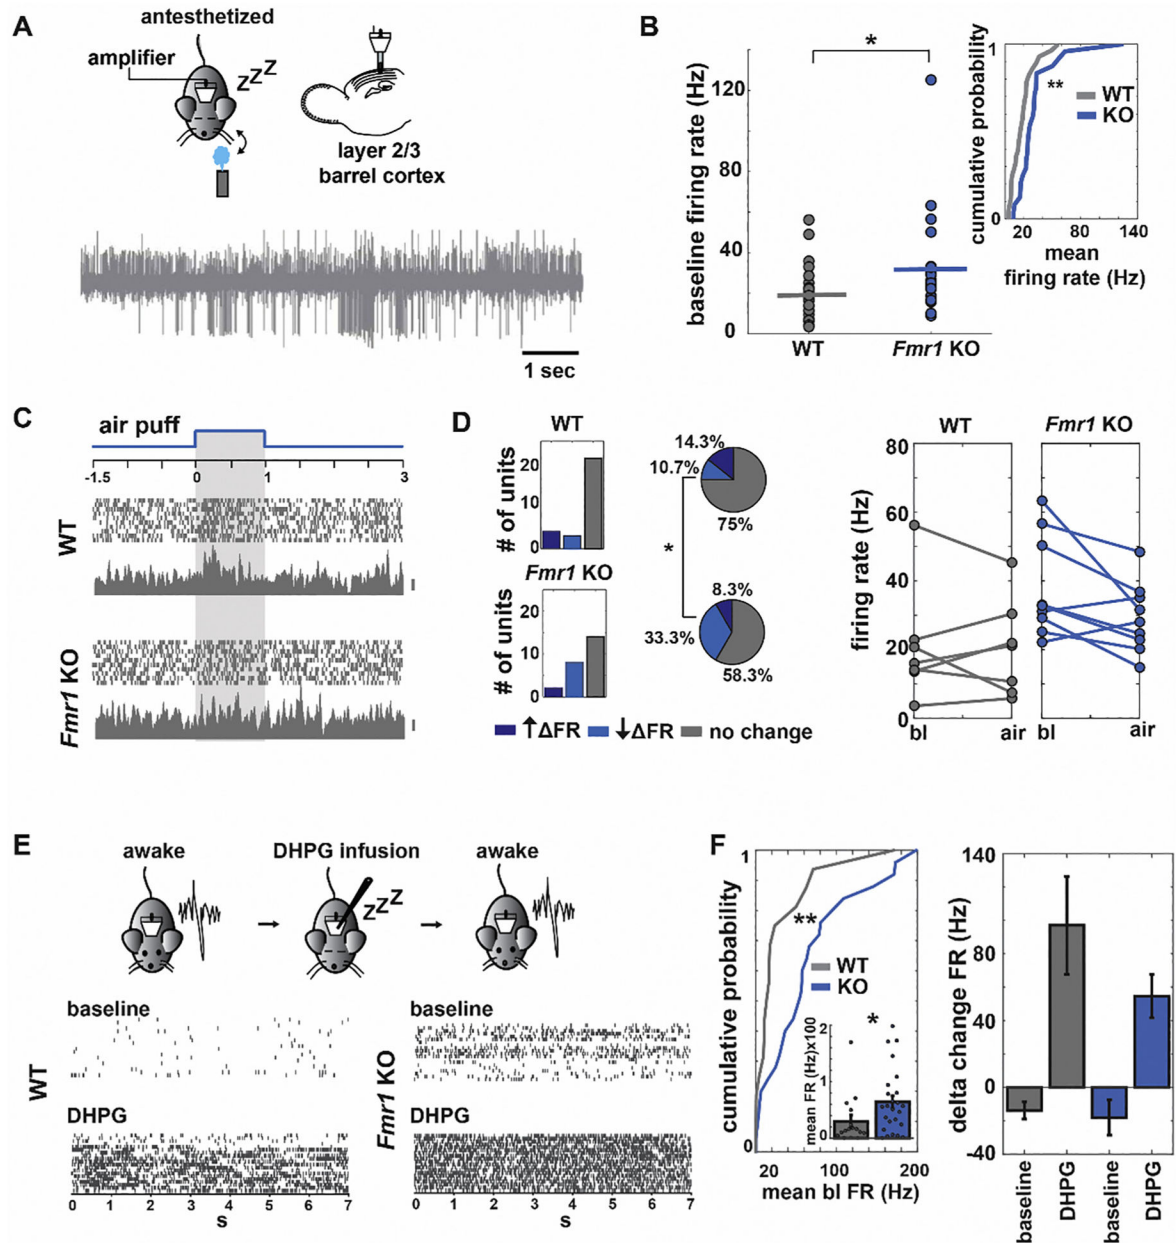 A
antesthetized
amplifier
zZZ
layer 2/3
barrel cortex
1 sec
B
*
baseline firing rate (Hz)
120
80
40
0
WT
Fmr1 KO
cumulative probability
1
0
**
WT
KO
20
80
140
mean
firing rate (Hz)
C
air puff
-1.5
0
1
3
WT
Fmr1 KO
D
WT
# of units
20
10
0
Fmr1 KO
# of units
20
10
0
14.3%
10.7%
75%
*
8.3%
33.3%
58.3%
↑ΔFR
↓ΔFR
no change
WT
Fmr1 KO
firing rate (Hz)
80
60
40
20
0
bl
air
bl
air
E
awake
DHPG infusion
zZZ
awake
WT
baseline
DHPG
0 1 2 3 4 5 6 7
s
Fmr1 KO
baseline
DHPG
0 1 2 3 4 5 6 7
s
F
cumulative probability
1
0
**
WT
KO
*
mean FR (Hz)x100
2
1
0
20
80
140
200
mean bl FR (Hz)
delta change FR (Hz)
140
80
40
0
-40
baseline
DHPG
baseline
DHPG